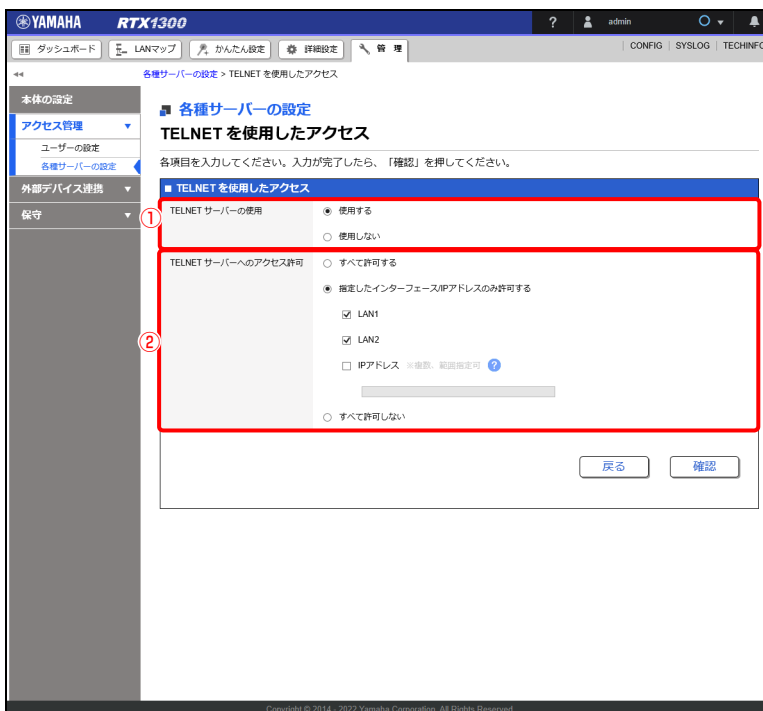 YAMAHA RTX1300 ? admin
ダッシュボード LANマップ かんたん設定 詳細設定 管 理 CONFIG SYSLOG TECHINFO
各種サーバーの設定 > TELNET を使用したアクセス
本体の設定
アクセス管理
ユーザーの設定
各種サーバーの設定
外部デバイス連携
保守
各種サーバーの設定
TELNET を使用したアクセス
各項目を入力してください。入力が完了したら、「確認」を押してください。
■ TELNET を使用したアクセス
①
TELNET サーバーの使用 使用する
使用しない
②
TELNET サーバーへのアクセス許可 すべて許可する
指定したインターフェース/IPアドレスのみ許可する
LAN1
LAN2
IPアドレス ※複数、範囲指定可 ?
すべて許可しない
戻る 確認
Copyright © 2014 - 2022 Yamaha Corporation. All Rights Reserved.